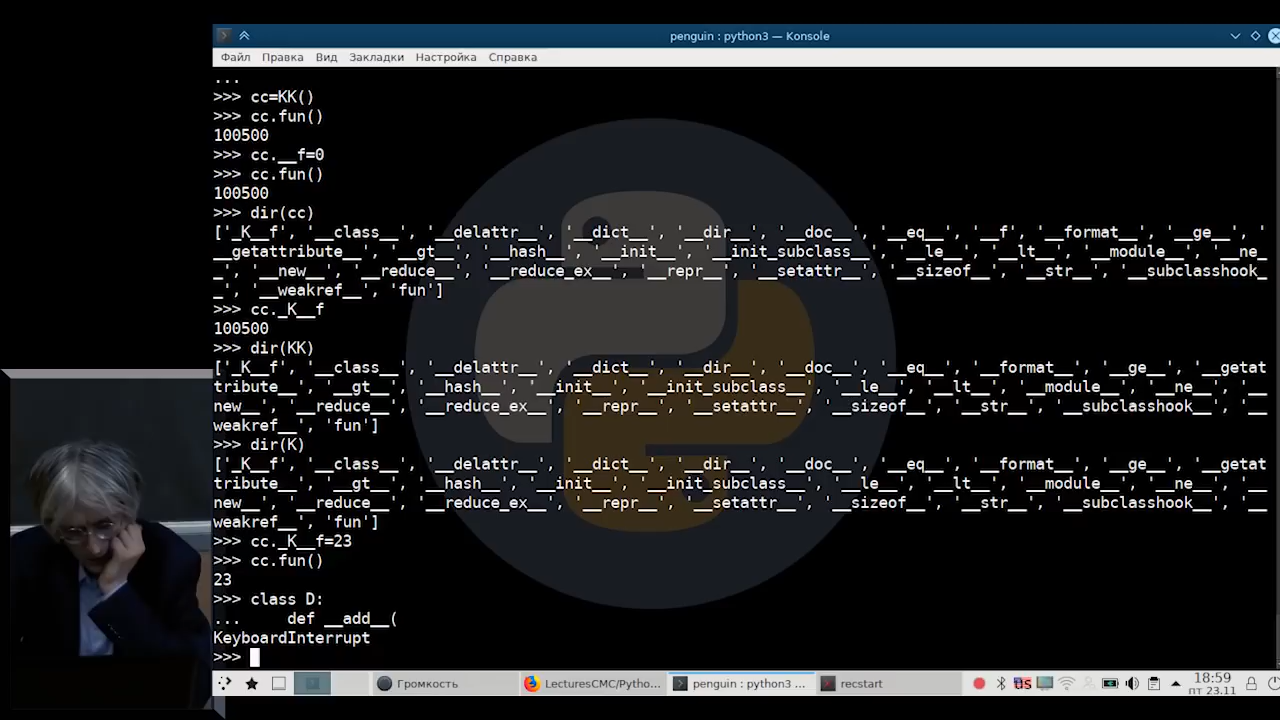 penguin : python3 — Konsole
Файл Правка Вид Закладки Настройка Справка
...
>>> cc=KK()
>>> cc.fun()
100500
>>> cc.__f=0
>>> cc.fun()
100500
>>> dir(cc)
['_K__f', '__class__', '__delattr__', '__dict__', '__dir__', '__doc__', '__eq__', '__f', '__format__', '__ge__', '
__getattribute__', '__gt__', '__hash__', '__init__', '__init_subclass__', '__le__', '__lt__', '__module__', '__ne_
_', '__new__', '__reduce__', '__reduce_ex__', '__repr__', '__setattr__', '__sizeof__', '__str__', '__subclasshook_
_', '__weakref__', 'fun']
>>> cc._K__f
100500
>>> dir(KK)
['_K__f', '__class__', '__delattr__', '__dict__', '__dir__', '__doc__', '__eq__', '__format__', '__ge__', '__getat
tribute__', '__gt__', '__hash__', '__init__', '__init_subclass__', '__le__', '__lt__', '__module__', '__ne__', '__
new__', '__reduce__', '__reduce_ex__', '__repr__', '__setattr__', '__sizeof__', '__str__', '__subclasshook__', '__
weakref__', 'fun']
>>> dir(K)
['_K__f', '__class__', '__delattr__', '__dict__', '__dir__', '__doc__', '__eq__', '__format__', '__ge__', '__getat
tribute__', '__gt__', '__hash__', '__init__', '__init_subclass__', '__le__', '__lt__', '__module__', '__ne__', '__
new__', '__reduce__', '__reduce_ex__', '__repr__', '__setattr__', '__sizeof__', '__str__', '__subclasshook__', '__
weakref__', 'fun']
>>> cc._K__f=23
>>> cc.fun()
23
>>> class D:
...     def __add__(
KeyboardInterrupt
>>>
Громкость LecturesCMC/Pytho... penguin : python3 ... recstart us 18:59
пт 23.11